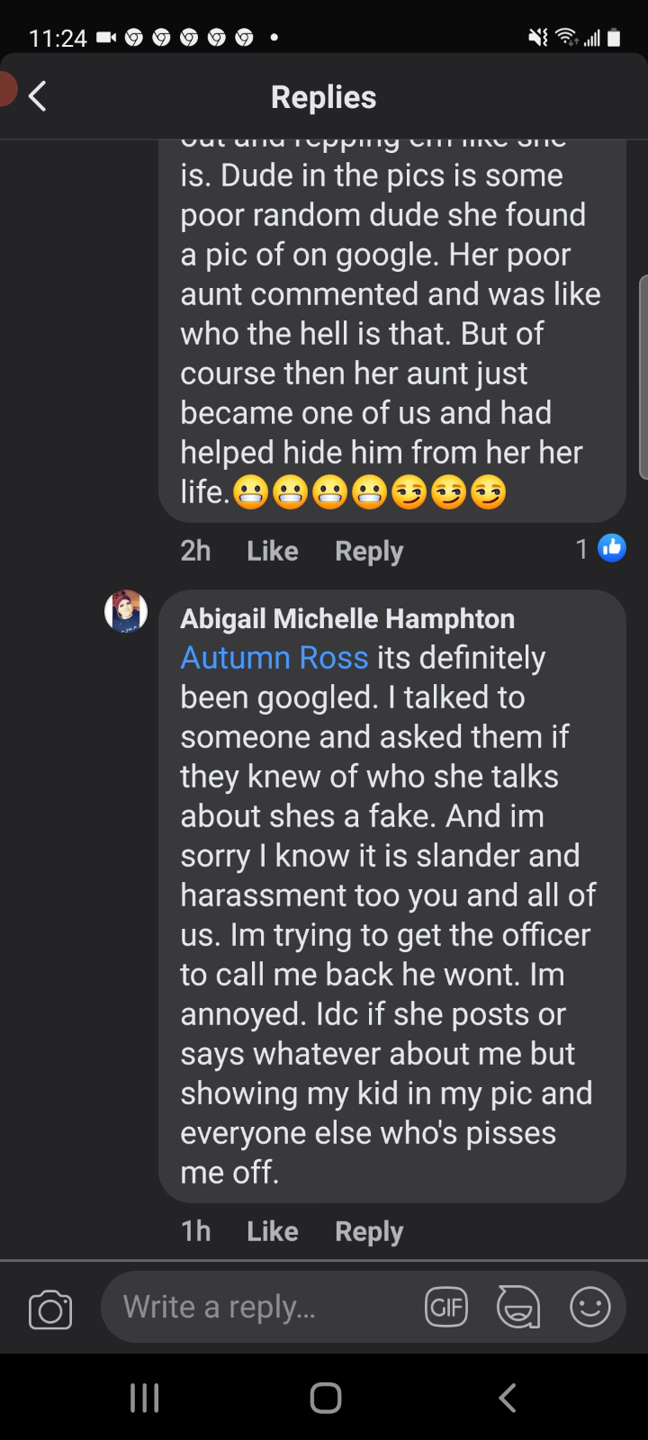 11:24
Replies
out and repping em like she
is. Dude in the pics is some
poor random dude she found
a pic of on google. Her poor
aunt commented and was like
who the hell is that. But of
course then her aunt just
became one of us and had
helped hide him from her her
life.😬😬😬😬😏😏😏
2h Like Reply 1
Abigail Michelle Hamphton
Autumn Ross its definitely
been googled. I talked to
someone and asked them if
they knew of who she talks
about shes a fake. And im
sorry I know it is slander and
harassment too you and all of
us. Im trying to get the officer
to call me back he wont. Im
annoyed. Idc if she posts or
says whatever about me but
showing my kid in my pic and
everyone else who's pisses
me off.
1h Like Reply
Write a reply...
GIF